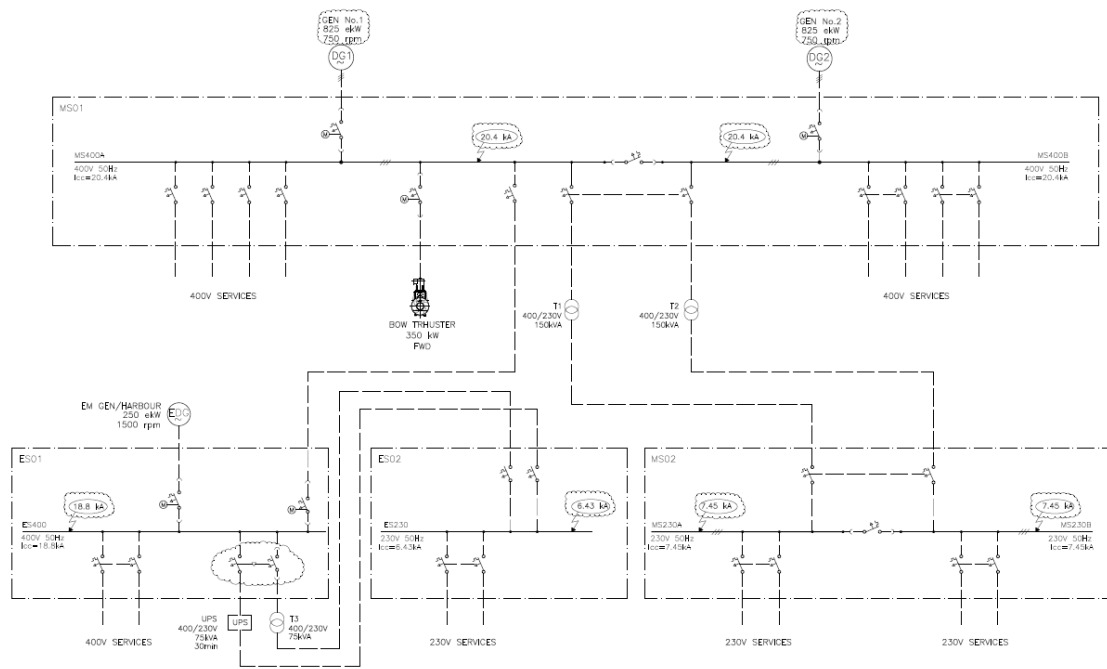 GEN No.1
825 ekW
750 rpm
DG1
~
GEN No.2
825 ekW
750 rpm
DG2
~
MS01
M
M
20.4 kA
20.4 kA
MS400A
400V 50Hz
Icc=20.4kA
MS400B
400V 50Hz
Icc=20.4kA
M
400V SERVICES
400V SERVICES
BOW TRHUSTER
350 kW
FWD
T1
400/230V
150kVA
T2
400/230V
150kVA
EM GEN/HARBOUR
250 ekW
1500 rpm
EDG
~
ES01
M
M
18.8 kA
ES400
400V 50Hz
Icc=18.8kA
ES02
6.43 kA
ES230
230V 50Hz
Icc=6.43kA
MS02
7.45 kA
7.45 kA
MS230A
230V 50Hz
Icc=7.45kA
MS230B
230V 50Hz
Icc=7.45kA
400V SERVICES
UPS
400/230V
75kVA
30min
UPS
T3
400/230V
75kVA
230V SERVICES
230V SERVICES
230V SERVICES